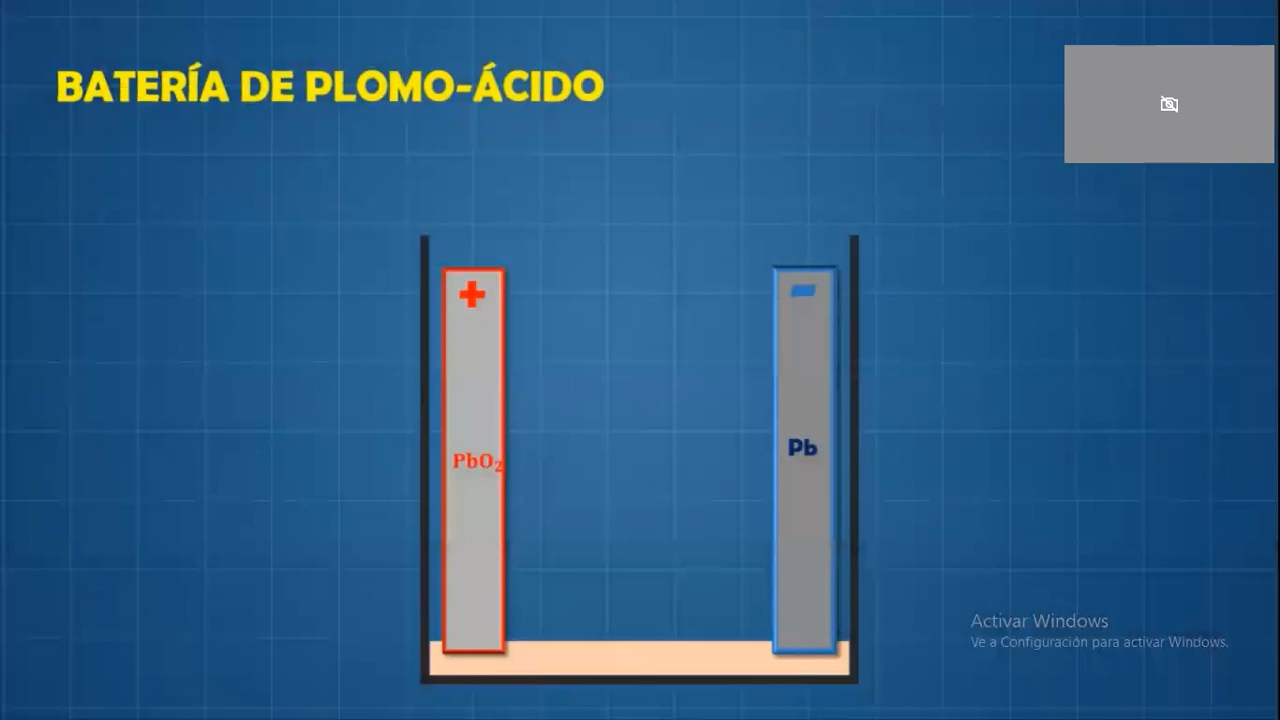 BATERÍA DE PLOMO-ÁCIDO
+
-
PbO₂
Pb
Activar Windows
Ve a Configuración para activar Windows.